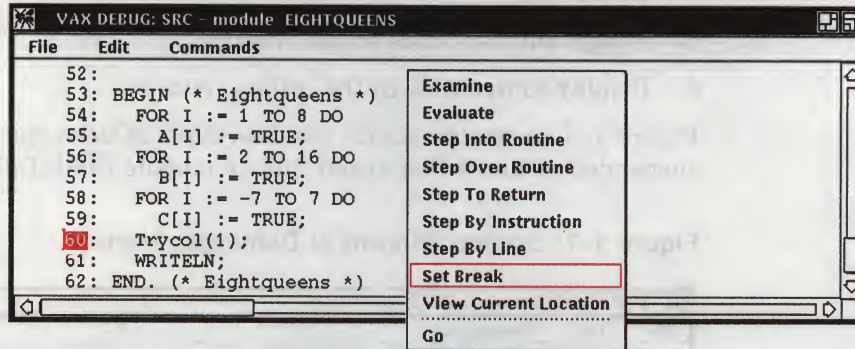 VAX DEBUG: SRC - module EIGHTQUEENS
File Edit Commands
52:
53: BEGIN (* Eightqueens *)
54: FOR I := 1 TO 8 DO
55: A[I] := TRUE;
56: FOR I := 2 TO 16 DO
57: B[I] := TRUE;
58: FOR I := -7 TO 7 DO
59: C[I] := TRUE;
60: Trycol(1);
61: WRITELN;
62: END. (* Eightqueens *)
Examine
Evaluate
Step Into Routine
Step Over Routine
Step To Return
Step By Instruction
Step By Line
Set Break
View Current Location
Go